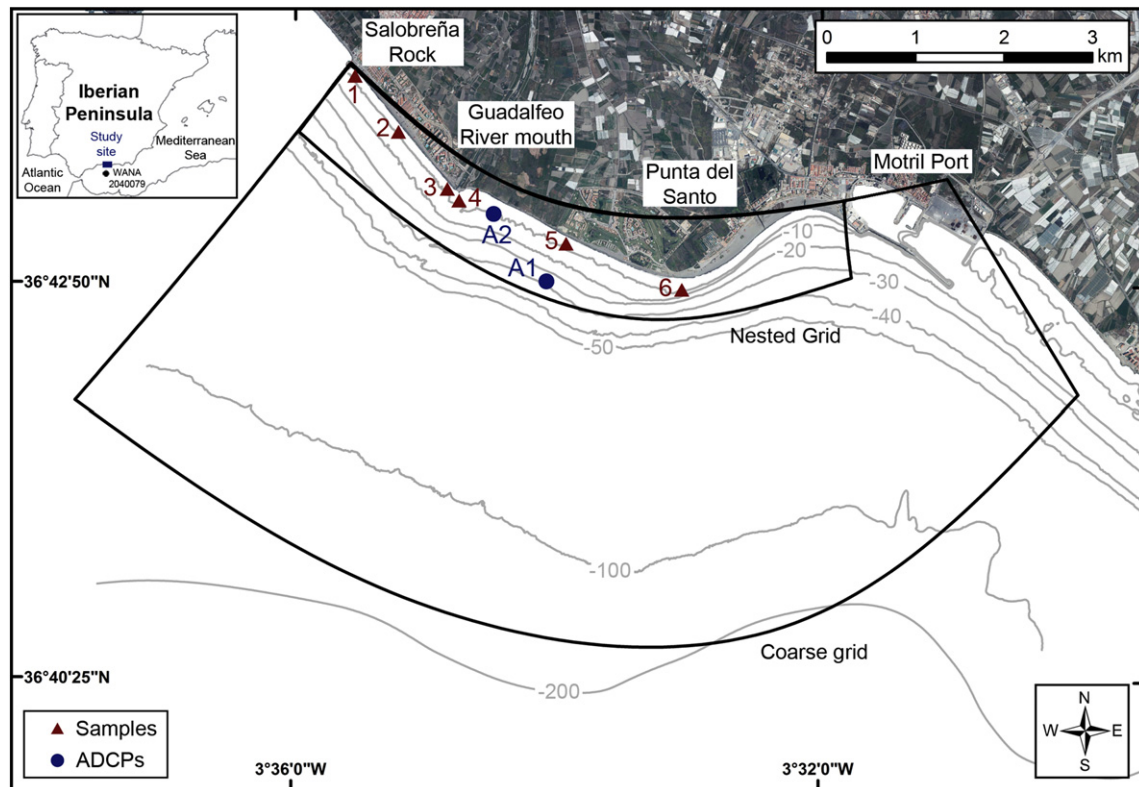 Iberian
Peninsula
Study
site
Mediterranean
Sea
WANA
2040079
Atlantic
Ocean
Salobreña
Rock
0 1 2 3
km
Guadalfeo
River mouth
Punta del
Santo
Motril Port
1
2
3
4
A2
5
A1
6
-10
-20
-30
-40
-50
36°42'50"N
Nested Grid
-100
Coarse grid
36°40'25"N
-200
Samples
ADCPs
3°36'0"W
3°32'0"W
N
W
E
S